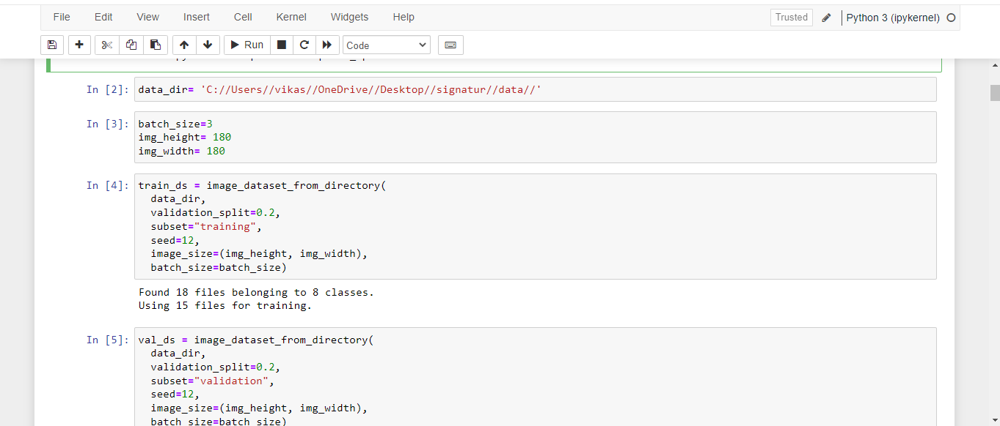 File Edit View Insert Cell Kernel Widgets Help Trusted Python 3 (ipykernel)
Run Code
In [2]: data_dir= 'C://Users//vikas//OneDrive//Desktop//signatur//data//'
In [3]: batch_size=3
img_height= 180
img_width= 180
In [4]: train_ds = image_dataset_from_directory(
data_dir,
validation_split=0.2,
subset="training",
seed=12,
image_size=(img_height, img_width),
batch_size=batch_size)
Found 18 files belonging to 8 classes.
Using 15 files for training.
In [5]: val_ds = image_dataset_from_directory(
data_dir,
validation_split=0.2,
subset="validation",
seed=12,
image_size=(img_height, img_width),
batch_size=batch_size)